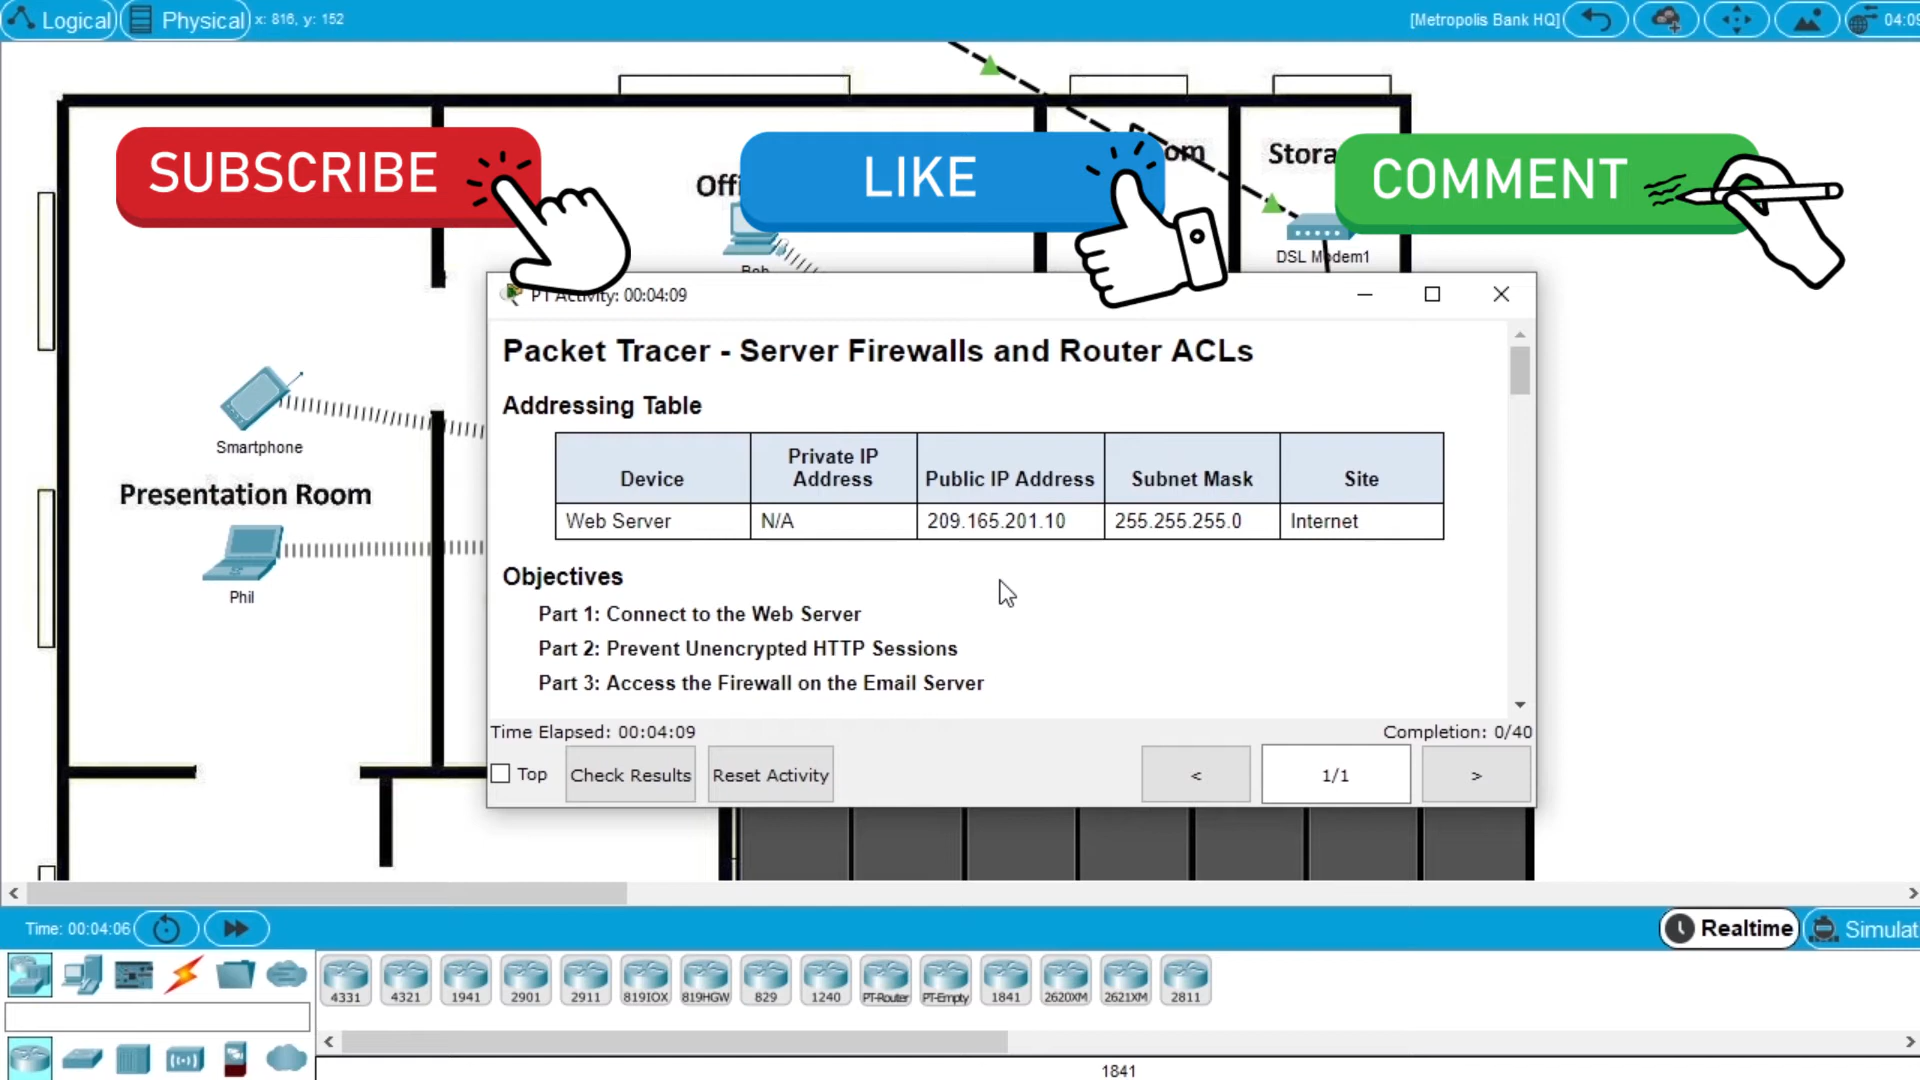 Logical
Physical
x: 816, y: 152
[Metropolis Bank HQ]
SUBSCRIBE
LIKE
COMMENT
DSL Modem1
Smartphone
Presentation Room
Phil
PT Activity: 00:04:09
Packet Tracer - Server Firewalls and Router ACLs
Addressing Table
Device
Private IP
Address
Public IP Address
Subnet Mask
Site
Web Server
N/A
209.165.201.10
255.255.255.0
Internet
Objectives
Part 1: Connect to the Web Server
Part 2: Prevent Unencrypted HTTP Sessions
Part 3: Access the Firewall on the Email Server
Time Elapsed: 00:04:09
Completion: 0/40
Top
Check Results
Reset Activity
<
1/1
>
Time: 00:04:06
Realtime
Simulat
4331
4321
1941
2901
2911
819IOX
819HGW
829
1240
PT-Router
PT-Empty
1841
2620XM
2621XM
2811
1841